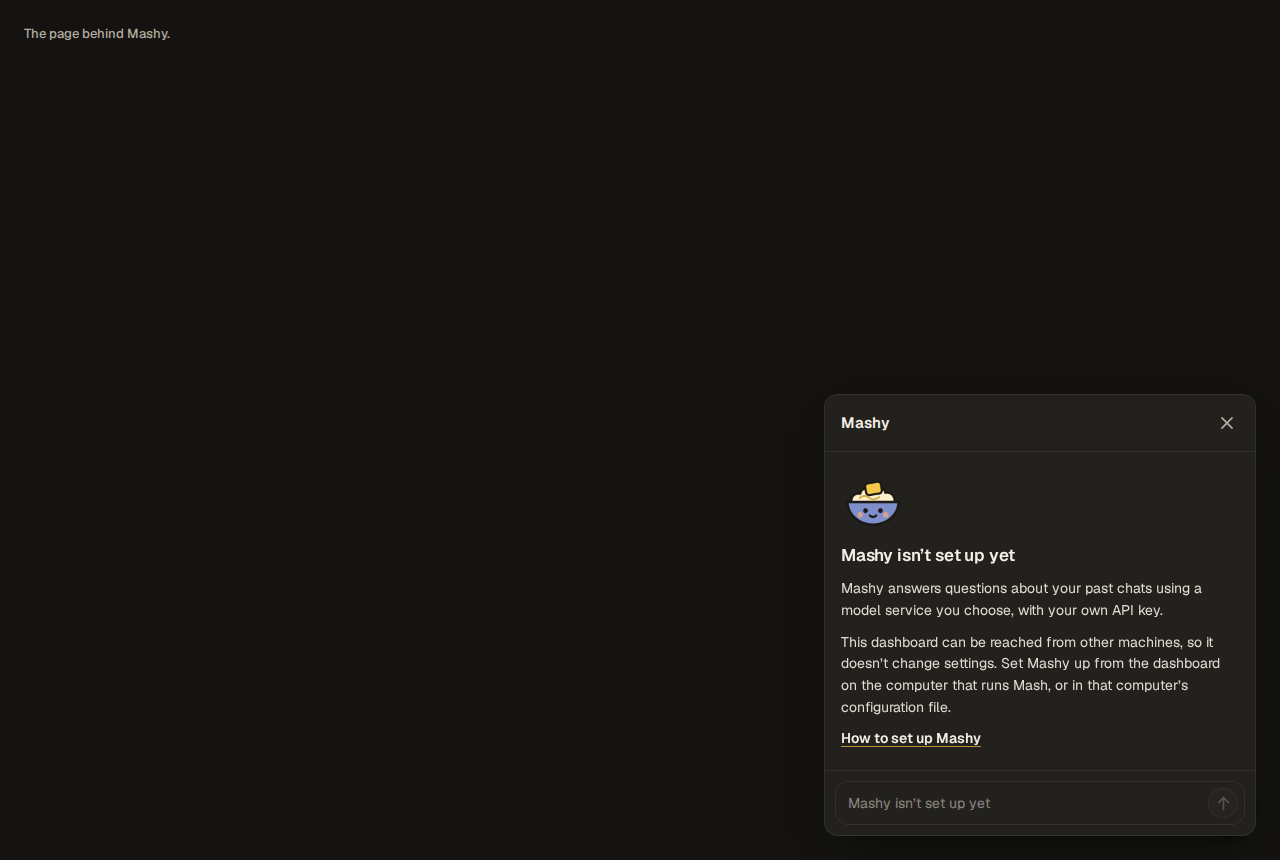 The page behind Mashy.
Mashy
Mashy isn’t set up yet
Mashy answers questions about your past chats using a
model service you choose, with your own API key.
This dashboard can be reached from other machines, so it
doesn’t change settings. Set Mashy up from the dashboard
on the computer that runs Mash, or in that computer’s
configuration file.
How to set up Mashy
Mashy isn’t set up yet